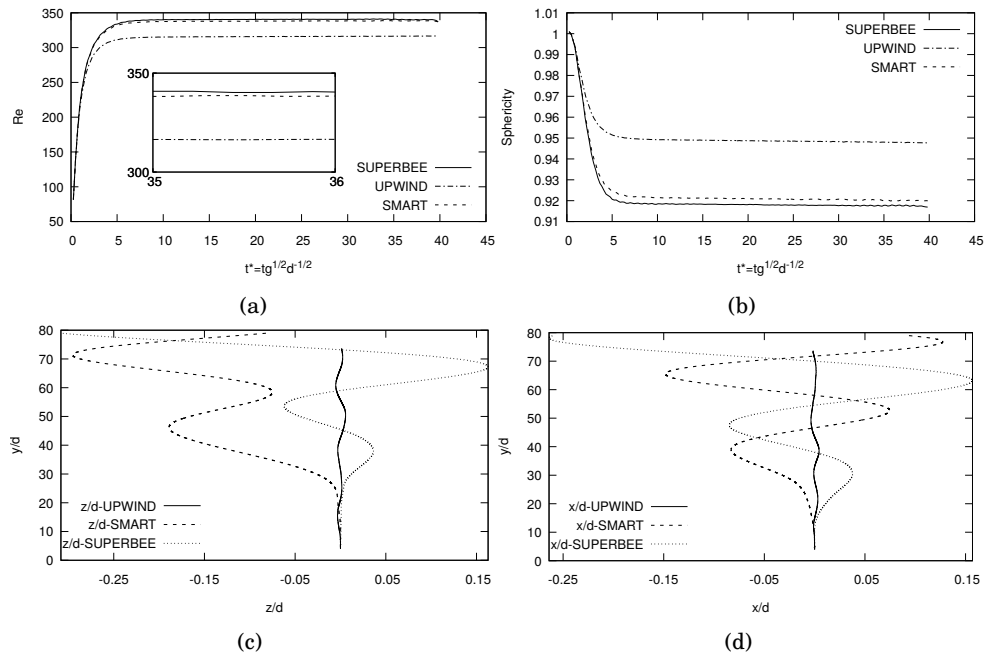 350
300
250
200
150
100
50
Re
350
300
35 36
SUPERBEE
UPWIND
SMART
0 5 10 15 20 25 30 35 40 45
t*=tg^{1/2}d^{-1/2}
(a)
1.01
1
0.99
0.98
0.97
0.96
0.95
0.94
0.93
0.92
0.91
Sphericity
SUPERBEE
UPWIND
SMART
0 5 10 15 20 25 30 35 40 45
t*=tg^{1/2}d^{-1/2}
(b)
80
70
60
50
40
30
20
10
0
y/d
z/d-UPWIND
z/d-SMART
z/d-SUPERBEE
-0.25 -0.15 -0.05 0.05 0.15
z/d
(c)
80
70
60
50
40
30
20
10
0
y/d
x/d-UPWIND
x/d-SMART
x/d-SUPERBEE
-0.25 -0.15 -0.05 0.05 0.15
x/d
(d)